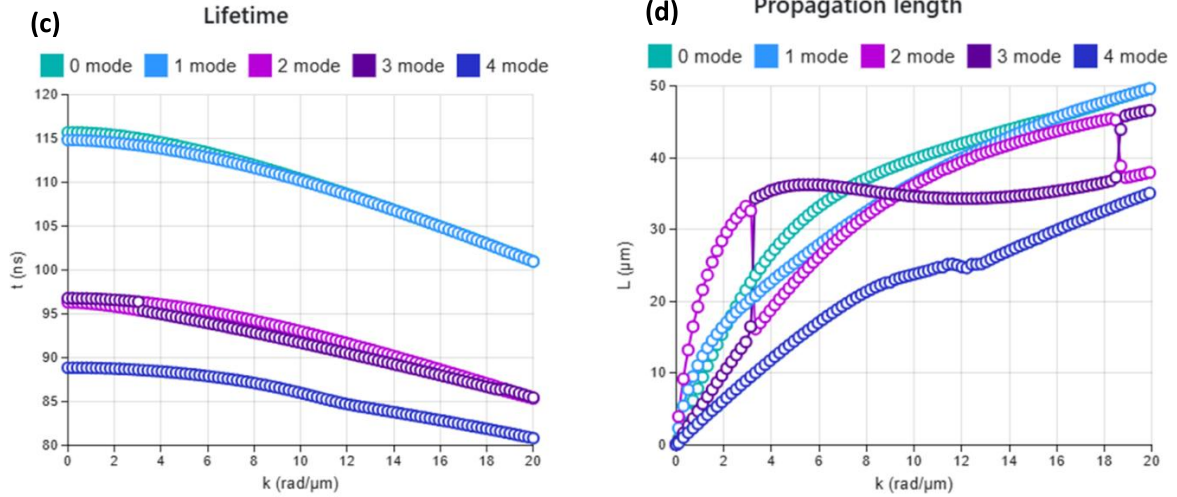 (c)
Lifetime
0 mode 1 mode 2 mode 3 mode 4 mode
120
115
110
105
100
95
90
85
80
t (ns)
0 2 4 6 8 10 12 14 16 18 20
k (rad/μm)
(d)
Propagation length
0 mode 1 mode 2 mode 3 mode 4 mode
50
40
30
20
10
0
L (μm)
0 2 4 6 8 10 12 14 16 18 20
k (rad/μm)